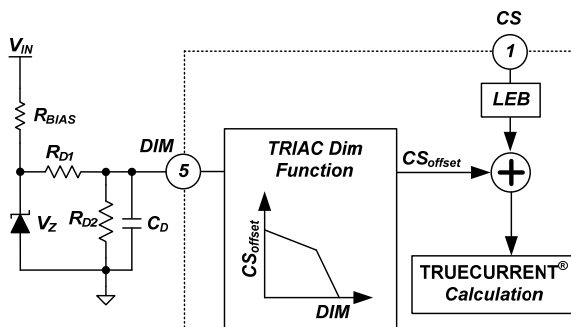 CS
1
LEB
V_IN
R_BIAS
R_D1
DIM
5
TRIAC Dim
Function
CS_offset
+
V_Z
R_D2
C_D
CS_offset
DIM
TRUECURRENT®
Calculation